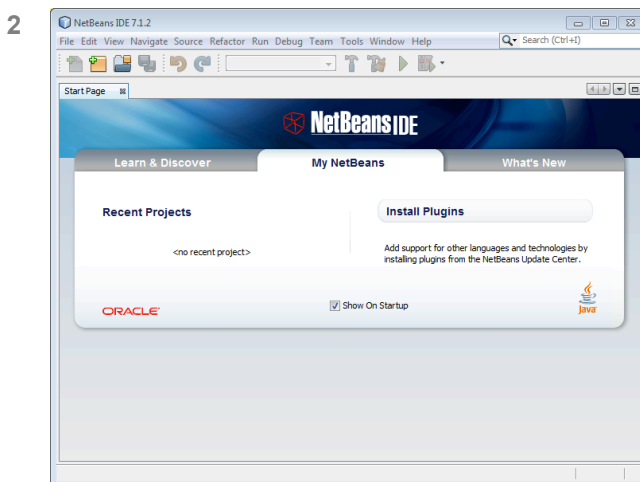 2
NetBeans IDE 7.1.2
File Edit View Navigate Source Refactor Run Debug Team Tools Window Help
Search (Ctrl+I)
Start Page
NetBeans IDE
Learn & Discover
My NetBeans
What's New
Recent Projects
<no recent project>
Install Plugins
Add support for other languages and technologies by
installing plugins from the NetBeans Update Center.
ORACLE
Show On Startup
Java